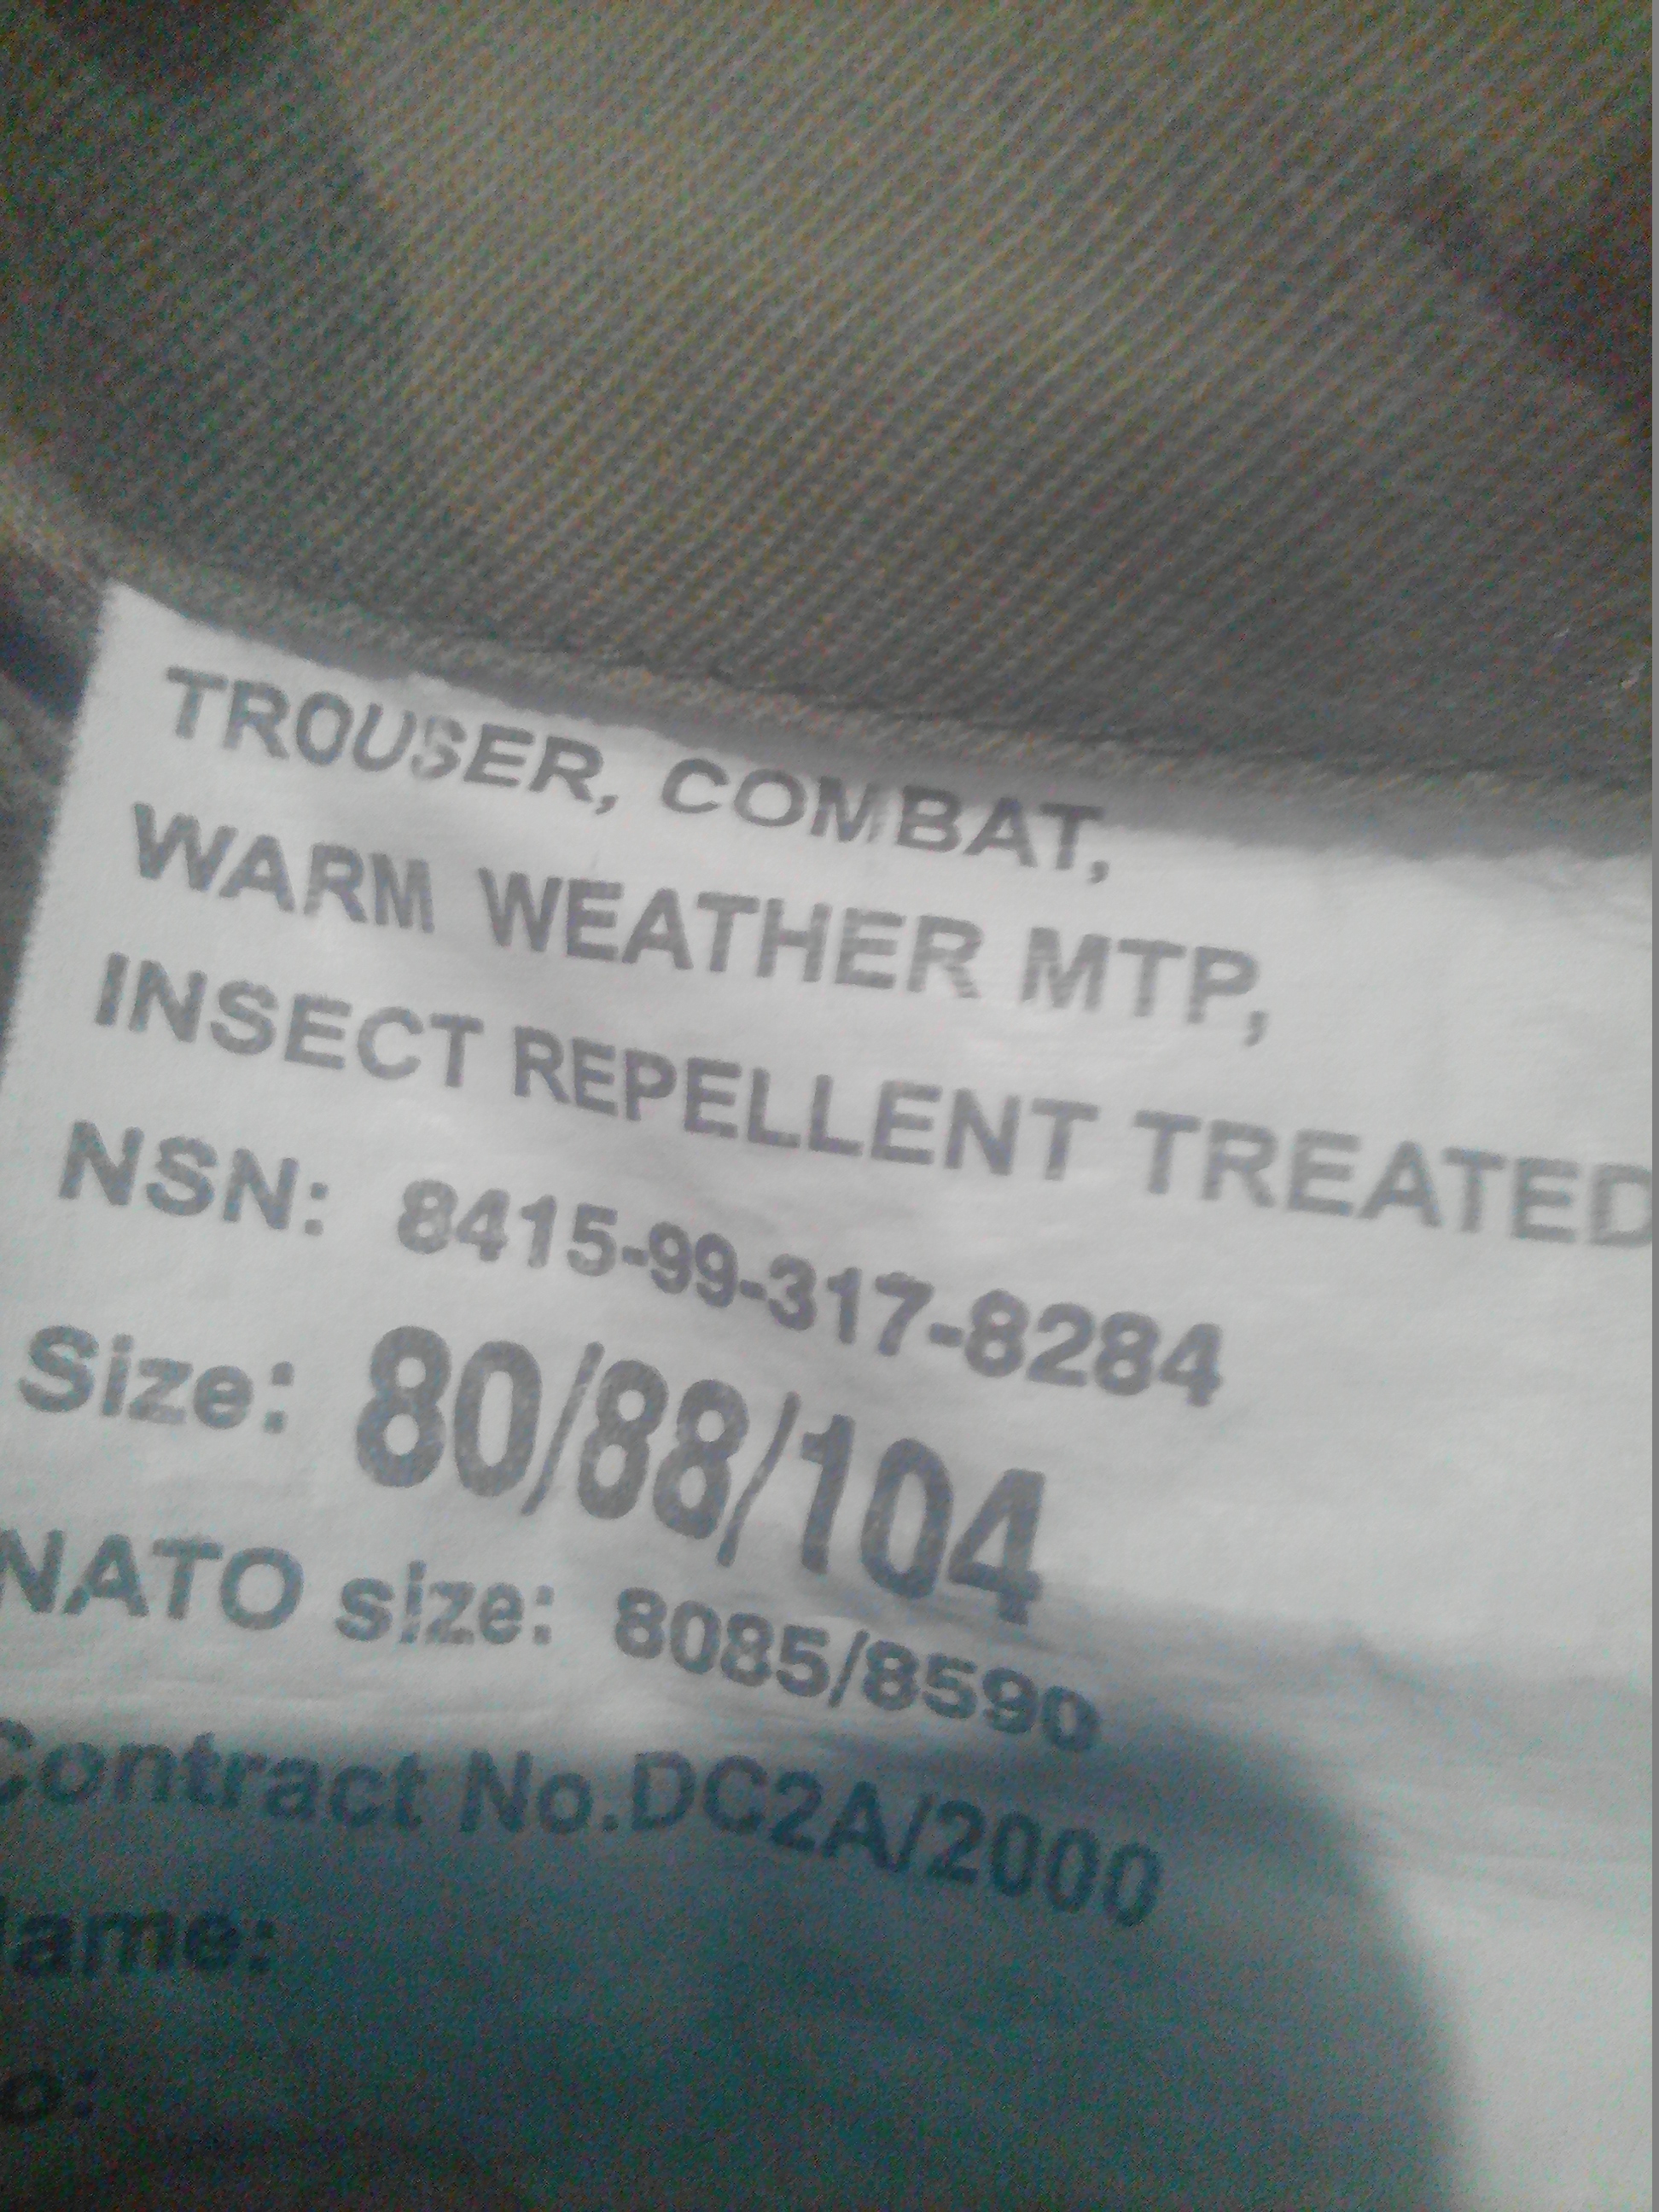 TROUSER, COMBAT,
WARM WEATHER MTP,
INSECT REPELLENT TREATED
NSN: 8415-99-317-8284
Size: 80/88/104
NATO size: 8085/8590
Contract No.DC2A/2000
ame:
o: